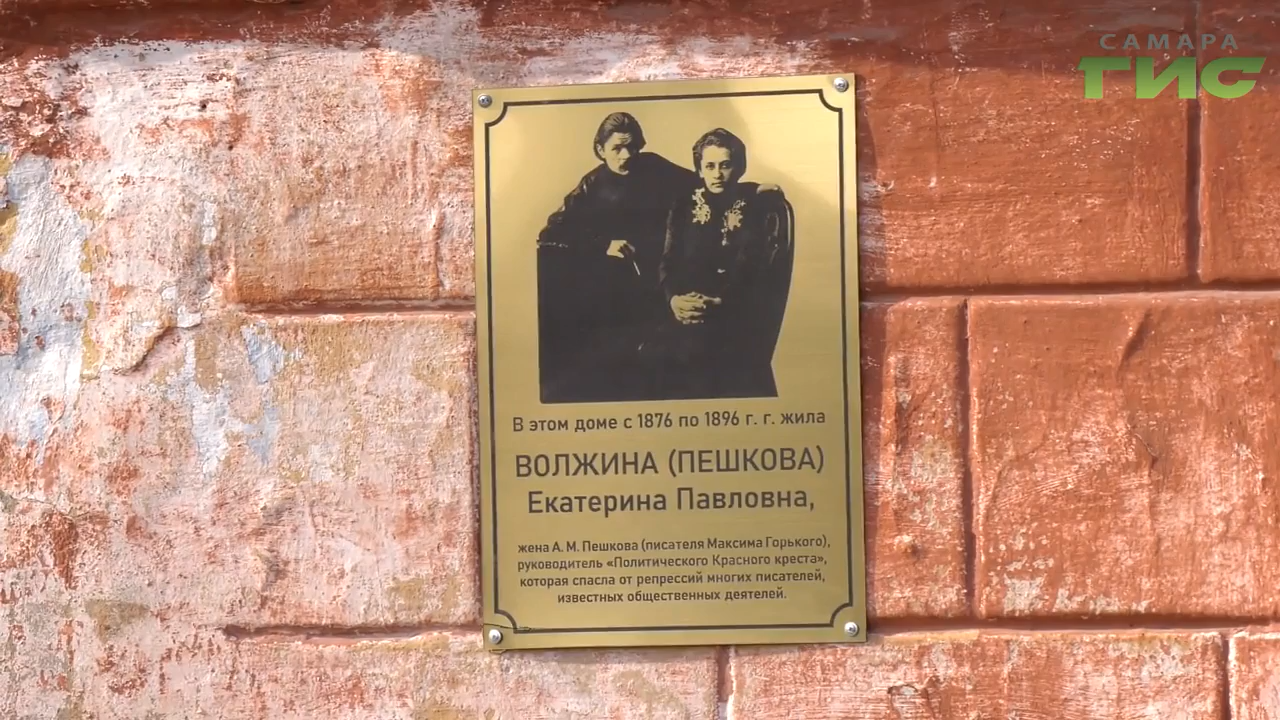 САМАРА
ГИС
В этом доме с 1876 по 1896 г. г. жила
ВОЛЖИНА (ПЕШКОВА)
Екатерина Павловна,
жена А. М. Пешкова (писателя Максима Горького),
руководитель «Политического Красного креста»,
которая спасла от репрессий многих писателей,
известных общественных деятелей.